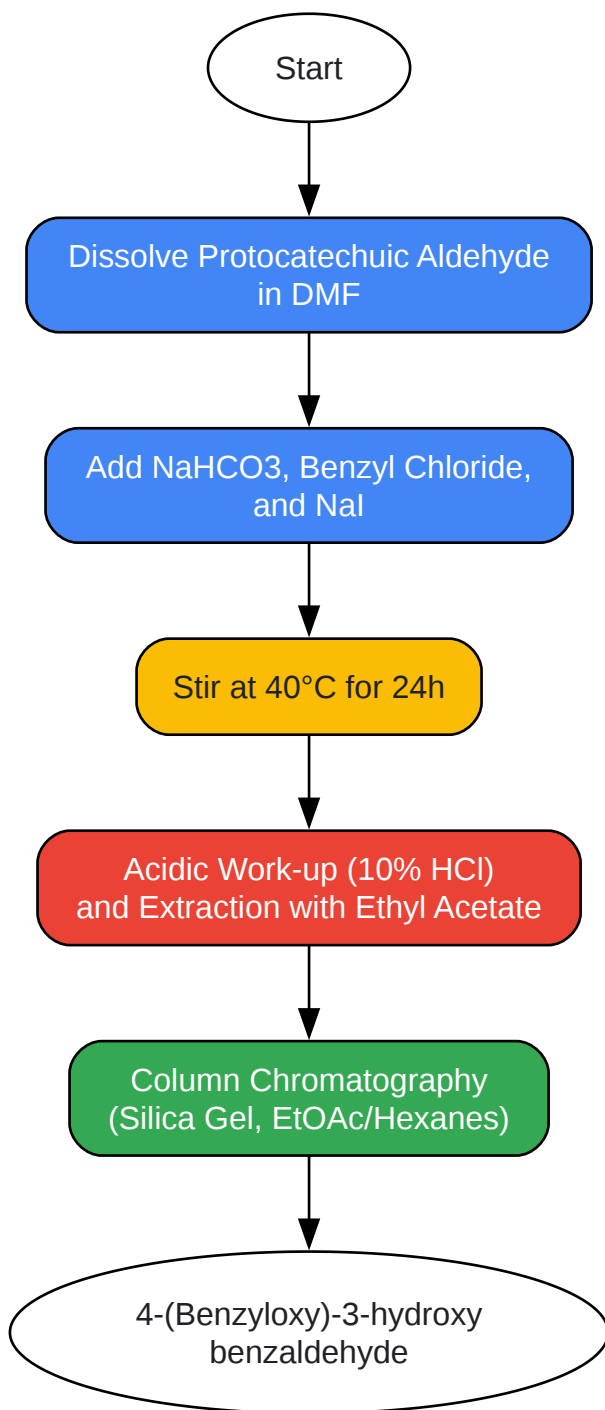 Start
Dissolve Protocatechuic Aldehyde
in DMF
Add NaHCO3, Benzyl Chloride,
and NaI
Stir at 40°C for 24h
Acidic Work-up (10% HCl)
and Extraction with Ethyl Acetate
Column Chromatography
(Silica Gel, EtOAc/Hexanes)
4-(Benzyloxy)-3-hydroxy
benzaldehyde